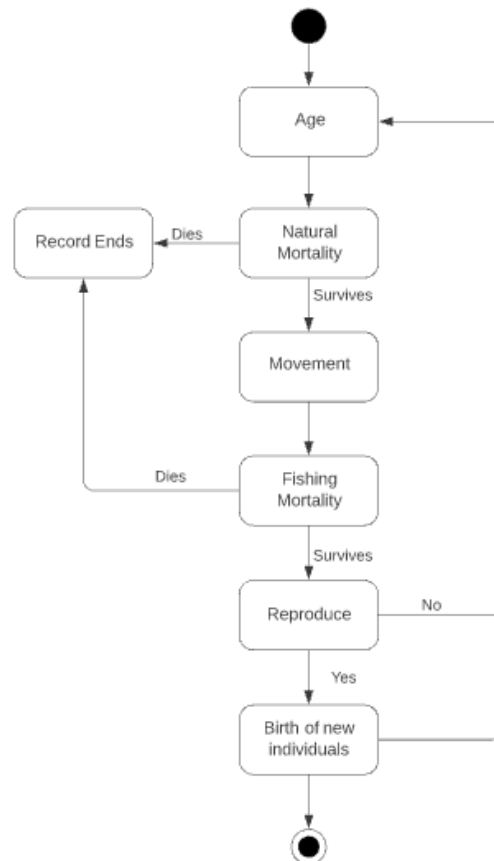 Age
Natural
Mortality
Dies
Record Ends
Survives
Movement
Fishing
Mortality
Dies
Survives
Reproduce
No
Yes
Birth of new
individuals